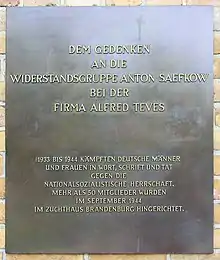 DEM GEDENKEN
AN DIE
WIDERSTANDSGRUPPE ANTON SAEFKOW
BEI DER
FIRMA ALFRED TEVES
1933 BIS 1944 KÄMPFTEN DEUTSCHE MÄNNER
UND FRAUEN IN WORT, SCHRIFT UND TAT
GEGEN DIE
NATIONALSOZIALISTISCHE HERRSCHAFT.
MEHR ALS 50 MITGLIEDER WURDEN
IM SEPTEMBER 1944
IM ZUCHTHAUS BRANDENBURG HINGERICHTET.